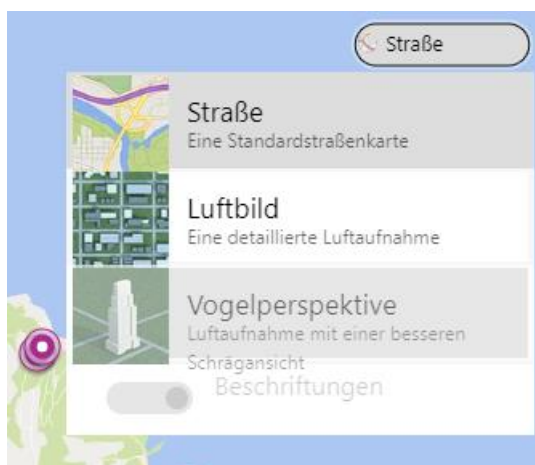 Straße
Straße
Eine Standardstraßenkarte
Luftbild
Eine detaillierte Luftaufnahme
Vogelperspektive
Luftaufnahme mit einer besseren
Schrägansicht
Beschriftungen